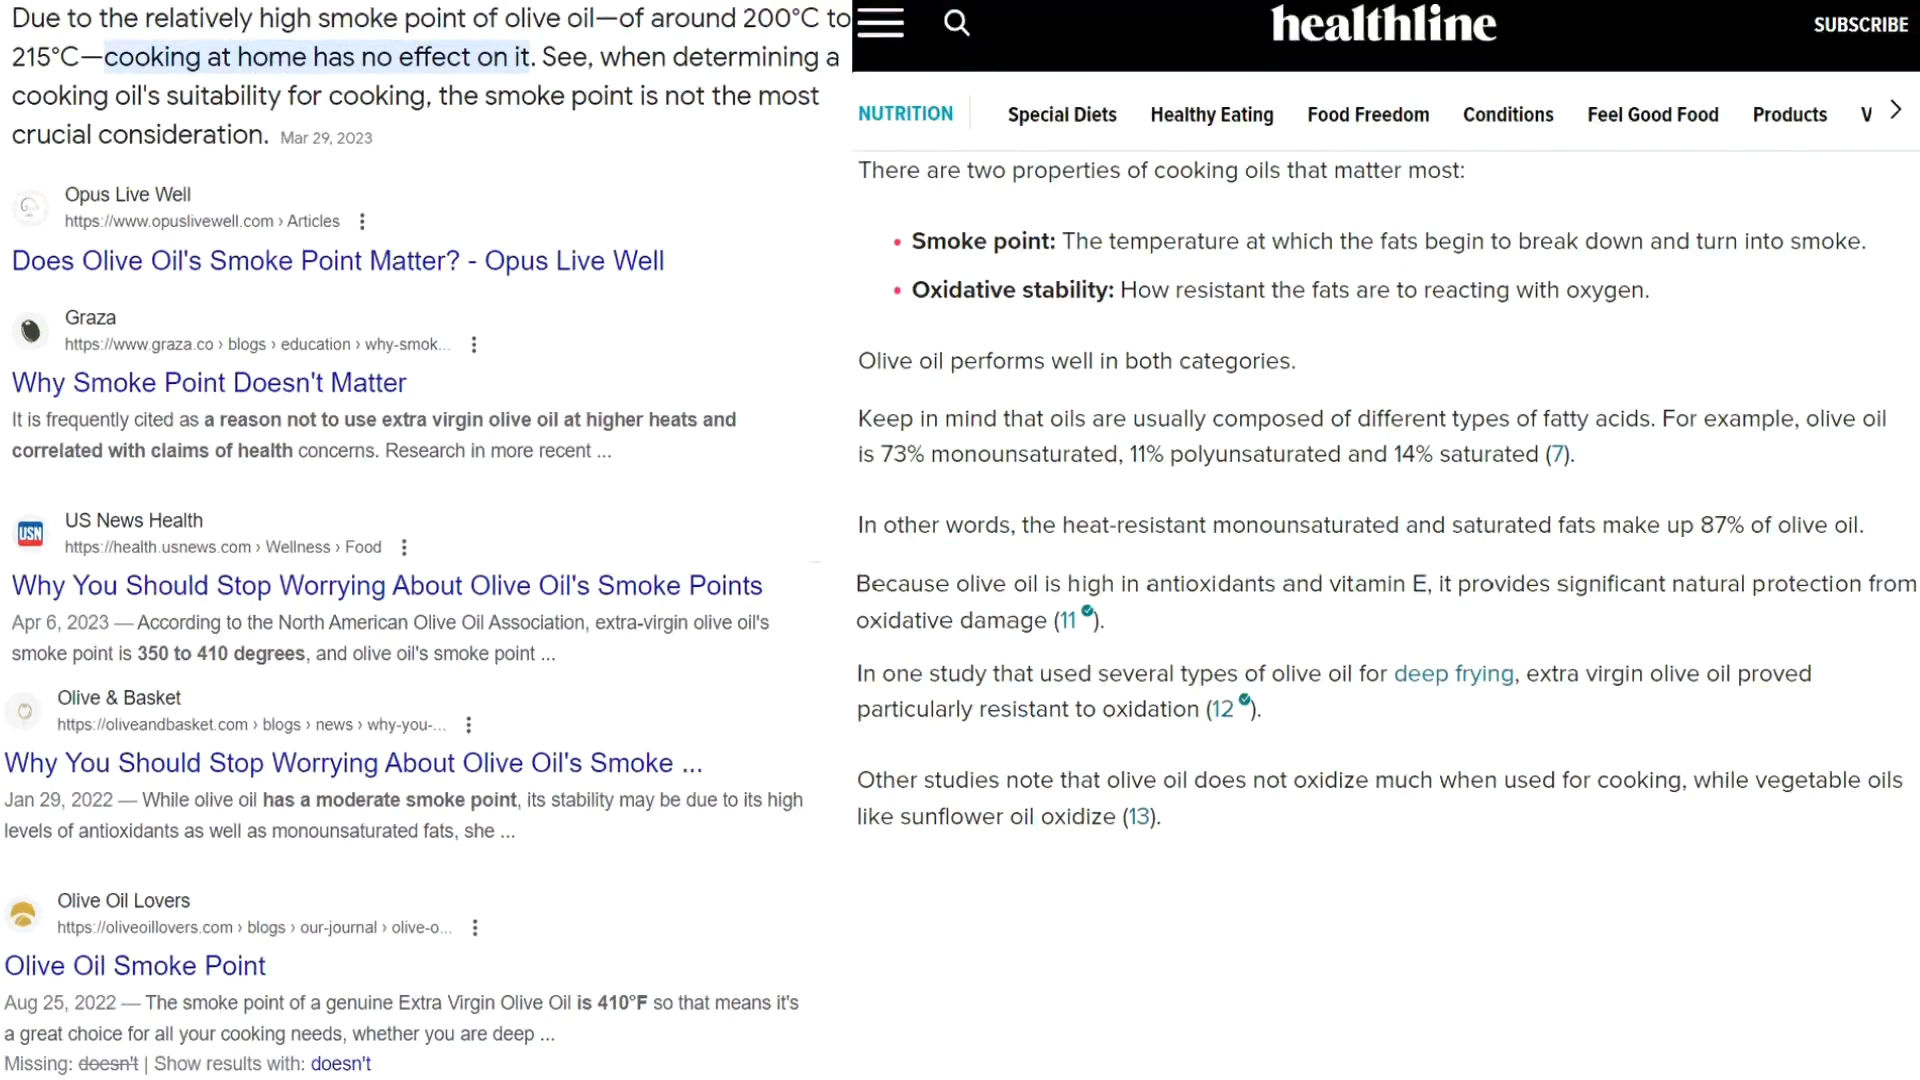 Due to the relatively high smoke point of olive oil—of around 200°C to
215°C—cooking at home has no effect on it. See, when determining a
cooking oil's suitability for cooking, the smoke point is not the most
crucial consideration. Mar 29, 2023
Opus Live Well
https://www.opuslivewell.com › Articles
Does Olive Oil's Smoke Point Matter? - Opus Live Well
Graza
https://www.graza.co › blogs › education › why-smok...
Why Smoke Point Doesn't Matter
It is frequently cited as a reason not to use extra virgin olive oil at higher heats and
correlated with claims of health concerns. Research in more recent ...
USN
US News Health
https://health.usnews.com › Wellness › Food
Why You Should Stop Worrying About Olive Oil's Smoke Points
Apr 6, 2023 — According to the North American Olive Oil Association, extra-virgin olive oil's
smoke point is 350 to 410 degrees, and olive oil's smoke point ...
Olive & Basket
https://oliveandbasket.com › blogs › news › why-you-...
Why You Should Stop Worrying About Olive Oil's Smoke ...
Jan 29, 2022 — While olive oil has a moderate smoke point, its stability may be due to its high
levels of antioxidants as well as monounsaturated fats, she ...
Olive Oil Lovers
https://oliveoillovers.com › blogs › our-journal › olive-o...
Olive Oil Smoke Point
Aug 25, 2022 — The smoke point of a genuine Extra Virgin Olive Oil is 410°F so that means it's
a great choice for all your cooking needs, whether you are deep ...
Missing: doesn't | Show results with: doesn't
healthline
SUBSCRIBE
NUTRITION Special Diets Healthy Eating Food Freedom Conditions Feel Good Food Products V
There are two properties of cooking oils that matter most:
• Smoke point: The temperature at which the fats begin to break down and turn into smoke.
• Oxidative stability: How resistant the fats are to reacting with oxygen.
Olive oil performs well in both categories.
Keep in mind that oils are usually composed of different types of fatty acids. For example, olive oil
is 73% monounsaturated, 11% polyunsaturated and 14% saturated (7).
In other words, the heat-resistant monounsaturated and saturated fats make up 87% of olive oil.
Because olive oil is high in antioxidants and vitamin E, it provides significant natural protection from
oxidative damage (11).
In one study that used several types of olive oil for deep frying, extra virgin olive oil proved
particularly resistant to oxidation (12).
Other studies note that olive oil does not oxidize much when used for cooking, while vegetable oils
like sunflower oil oxidize (13).